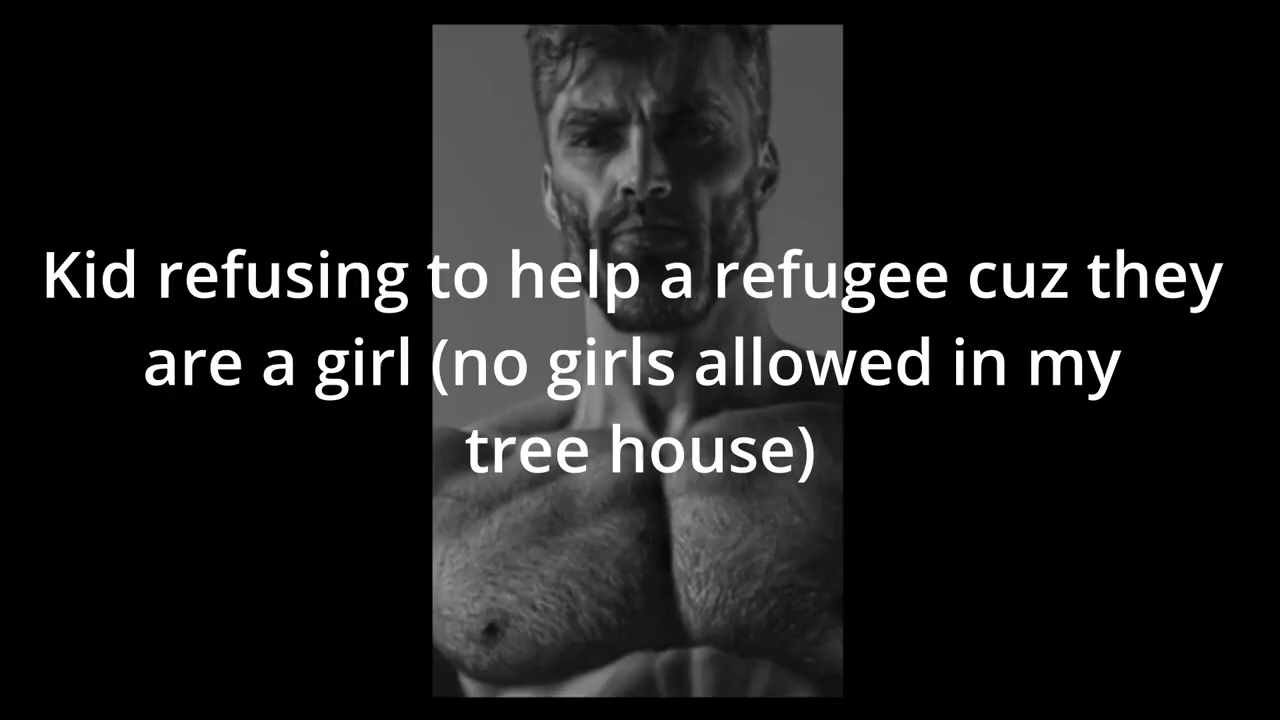 Kid refusing to help a refugee cuz they
are a girl (no girls allowed in my
tree house)